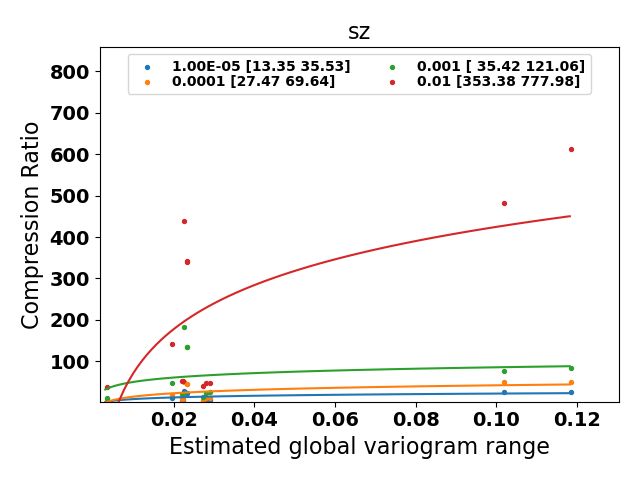 sz
1.00E-05 [13.35 35.53]
0.0001 [27.47 69.64]
0.001 [ 35.42 121.06]
0.01 [353.38 777.98]
Compression Ratio
800
700
600
500
400
300
200
100
0.02 0.04 0.06 0.08 0.10 0.12
Estimated global variogram range